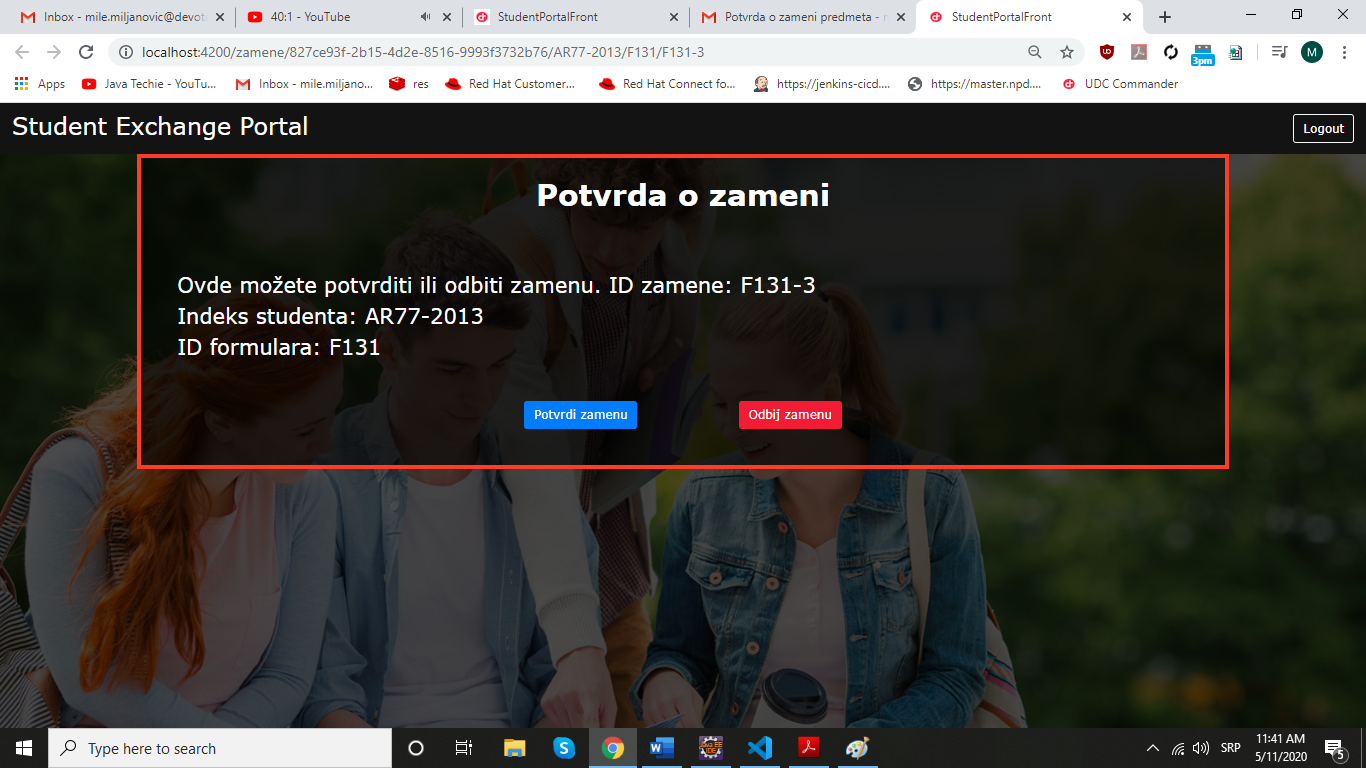 Inbox - mile.miljanovic@devot
40:1 - YouTube
StudentPortalFront
Potvrda o zameni predmeta - n
StudentPortalFront
localhost:4200/zamene/827ce93f-2b15-4d2e-8516-9993f3732b76/AR77-2013/F131/F131-3
3pm
M
Apps
Java Techie - YouTu...
Inbox - mile.miljano...
res
Red Hat Customer...
Red Hat Connect fo...
https://jenkins-cicd....
https://master.npd....
UDC Commander
Student Exchange Portal
Logout
Potvrda o zameni
Ovde možete potvrditi ili odbiti zamenu. ID zamene: F131-3
Indeks studenta: AR77-2013
ID formulara: F131
Potvrdi zamenu
Odbij zamenu
Type here to search
SRP
11:41 AM
5/11/2020
5